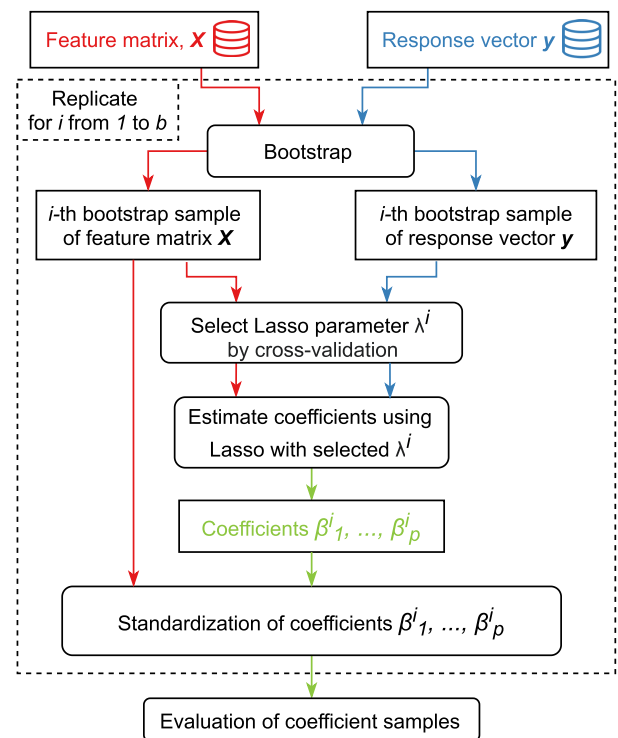 Feature matrix, X
Response vector y
Replicate
for i from 1 to b
Bootstrap
i-th bootstrap sample
of feature matrix X
i-th bootstrap sample
of response vector y
Select Lasso parameter λⁱ
by cross-validation
Estimate coefficients using
Lasso with selected λⁱ
Coefficients βⁱ₁, ..., βⁱₚ
Standardization of coefficients βⁱ₁, ..., βⁱₚ
Evaluation of coefficient samples